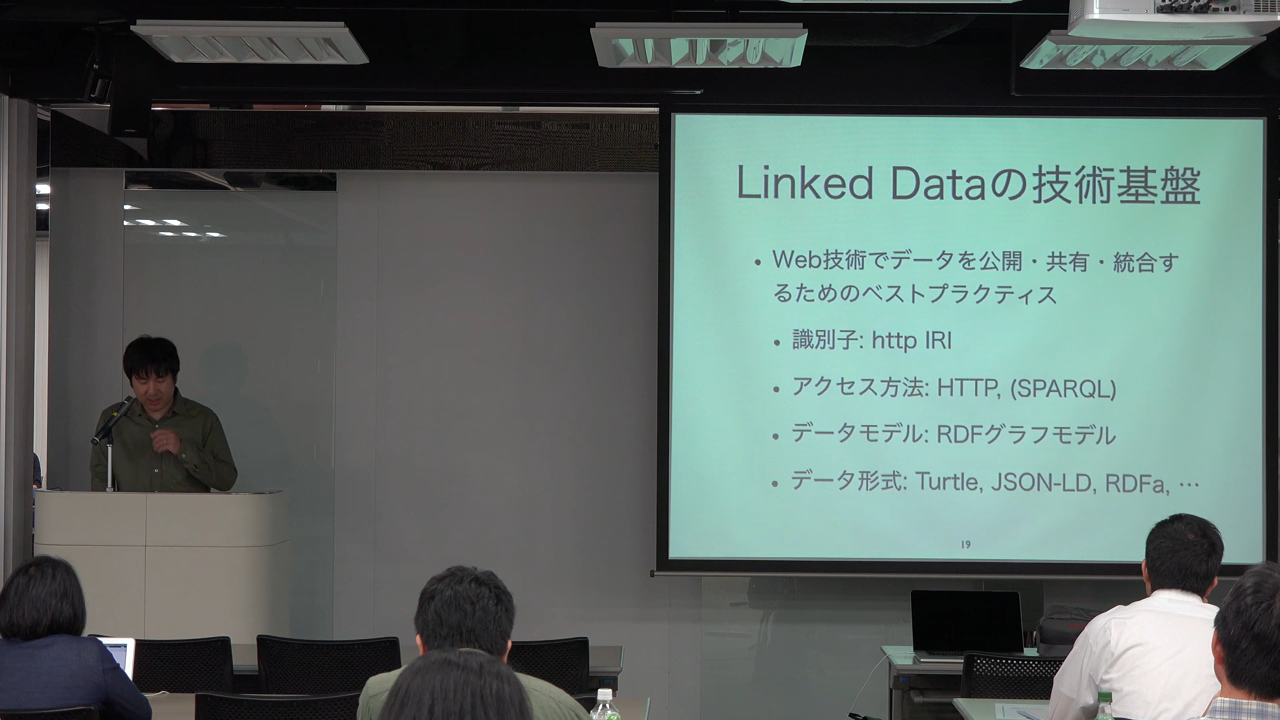 Linked Dataの技術基盤
• Web技術でデータを公開・共有・統合す
るためのベストプラクティス
• 識別子: http IRI
• アクセス方法: HTTP, (SPARQL)
• データモデル: RDFグラフモデル
• データ形式: Turtle, JSON-LD, RDFa, …
19